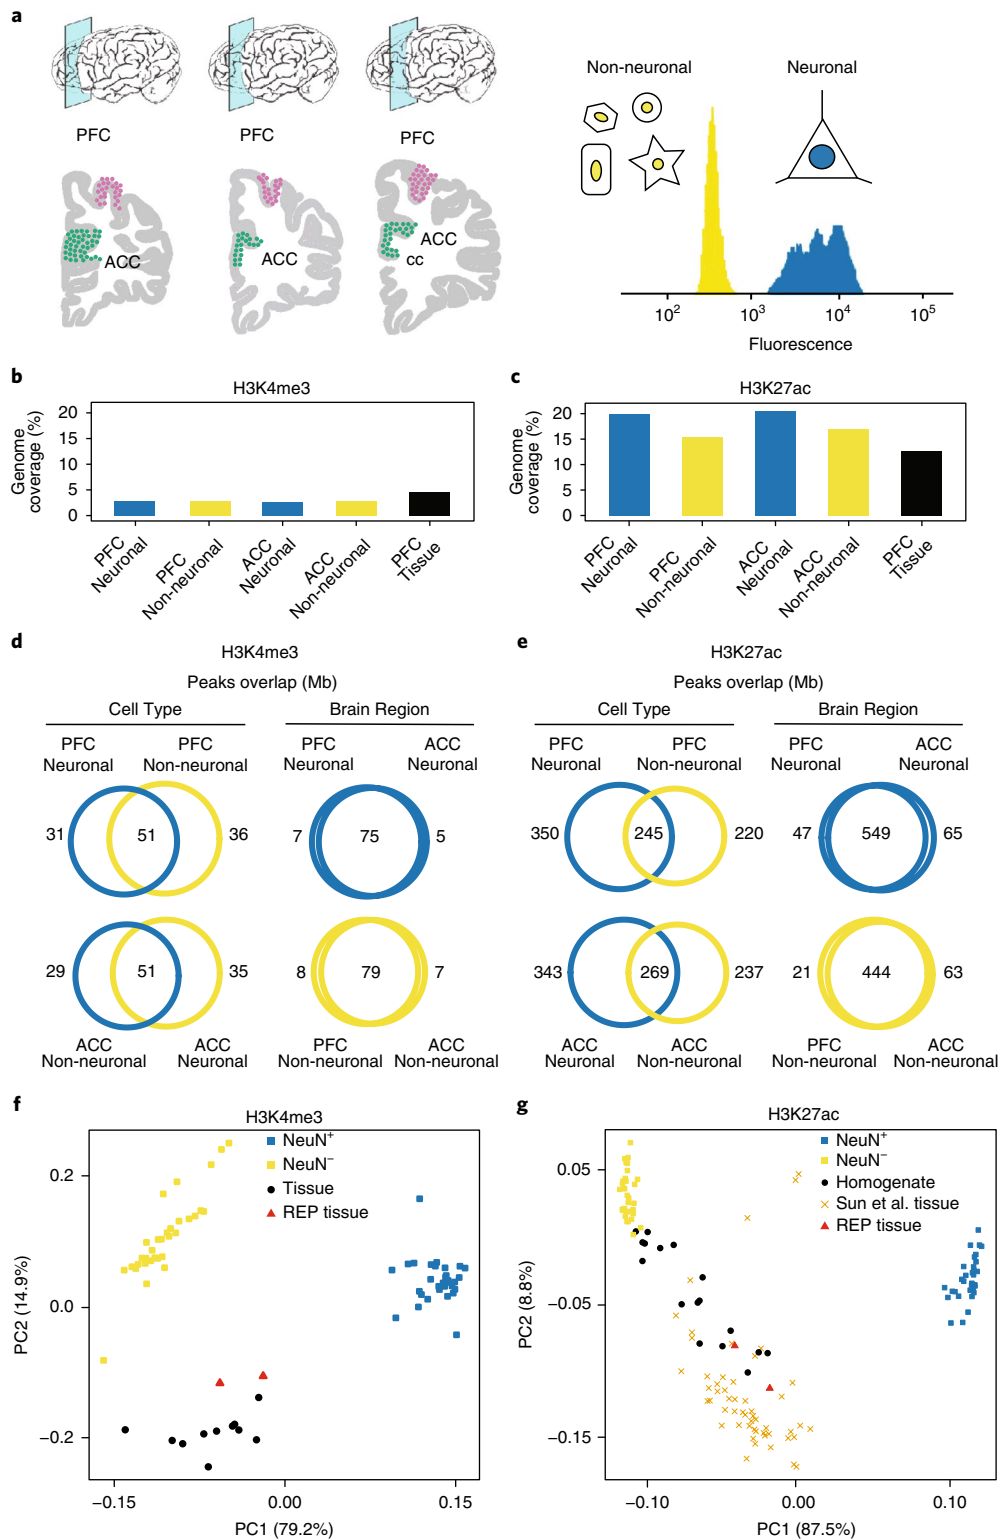 a
PFC
PFC
PFC
ACC
ACC
ACC
cc
Non-neuronal
Neuronal
10²
10³
10⁴
10⁵
Fluorescence
b
H3K4me3
Genome
coverage (%)
20
15
10
5
0
PFC
Neuronal
PFC
Non-neuronal
ACC
Neuronal
ACC
Non-neuronal
PFC
Tissue
c
H3K27ac
Genome
coverage (%)
20
15
10
5
0
PFC
Neuronal
PFC
Non-neuronal
ACC
Neuronal
ACC
Non-neuronal
PFC
Tissue
d
H3K4me3
Peaks overlap (Mb)
Cell Type
Brain Region
PFC
Neuronal
PFC
Non-neuronal
PFC
Neuronal
ACC
Neuronal
31
51
36
7
75
5
29
51
35
8
79
7
ACC
Non-neuronal
ACC
Neuronal
PFC
Non-neuronal
ACC
Non-neuronal
e
H3K27ac
Peaks overlap (Mb)
Cell Type
Brain Region
PFC
Neuronal
PFC
Non-neuronal
PFC
Neuronal
ACC
Neuronal
350
245
220
47
549
65
343
269
237
21
444
63
ACC
Neuronal
ACC
Non-neuronal
PFC
Non-neuronal
ACC
Non-neuronal
f
H3K4me3
NeuN⁺
NeuN⁻
Tissue
REP tissue
PC2 (14.9%)
0.2
0.0
−0.2
−0.15
0.00
0.15
PC1 (79.2%)
g
H3K27ac
NeuN⁺
NeuN⁻
Homogenate
Sun et al. tissue
REP tissue
PC2 (8.8%)
0.05
−0.05
−0.15
−0.10
0.00
0.10
PC1 (87.5%)